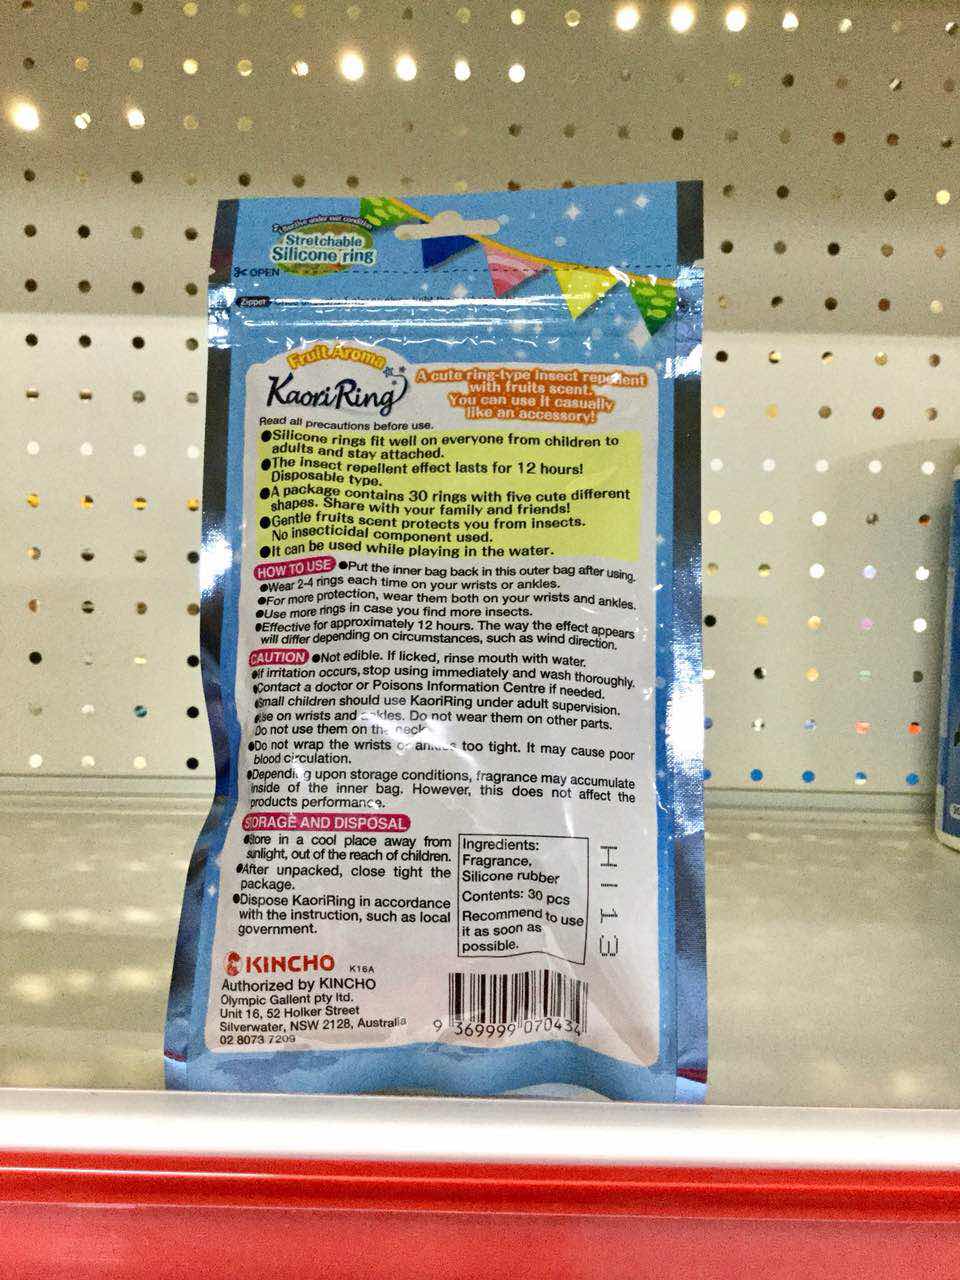 Effective under wet condition
Stretchable
Silicone ring
OPEN
Zipper
Fruit Aroma
KaoriRing
A cute ring-type insect repellent
with fruits scent.
You can use it casually
like an accessory!
Read all precautions before use.
●Silicone rings fit well on everyone from children to
adults and stay attached.
●The insect repellent effect lasts for 12 hours!
Disposable type.
●A package contains 30 rings with five cute different
shapes. Share with your family and friends!
●Gentle fruits scent protects you from insects.
No insecticidal component used.
●It can be used while playing in the water.
HOW TO USE ●Put the inner bag back in this outer bag after using.
●Wear 2-4 rings each time on your wrists or ankles.
●For more protection, wear them both on your wrists and ankles.
●Use more rings in case you find more insects.
●Effective for approximately 12 hours. The way the effect appears
will differ depending on circumstances, such as wind direction.
CAUTION ●Not edible. If licked, rinse mouth with water.
●If irritation occurs, stop using immediately and wash thoroughly.
●Contact a doctor or Poisons Information Centre if needed.
●Small children should use KaoriRing under adult supervision.
●Use on wrists and ankles. Do not wear them on other parts.
Do not use them on the neck.
●Do not wrap the wrists or ankles too tight. It may cause poor
blood circulation.
●Depending upon storage conditions, fragrance may accumulate
inside of the inner bag. However, this does not affect the
products performance.
STORAGE AND DISPOSAL
●Store in a cool place away from
sunlight, out of the reach of children.
●After unpacked, close tight the
package.
●Dispose KaoriRing in accordance
with the instruction, such as local
government.
Ingredients:
Fragrance,
Silicone rubber
Contents: 30 pcs
Recommend to use
it as soon as
possible.
KINCHO K16A
Authorized by KINCHO
Olympic Gallent pty ltd.
Unit 16, 52 Holker Street
Silverwater, NSW 2128, Australia
02 8073 7209
9 369999 070434